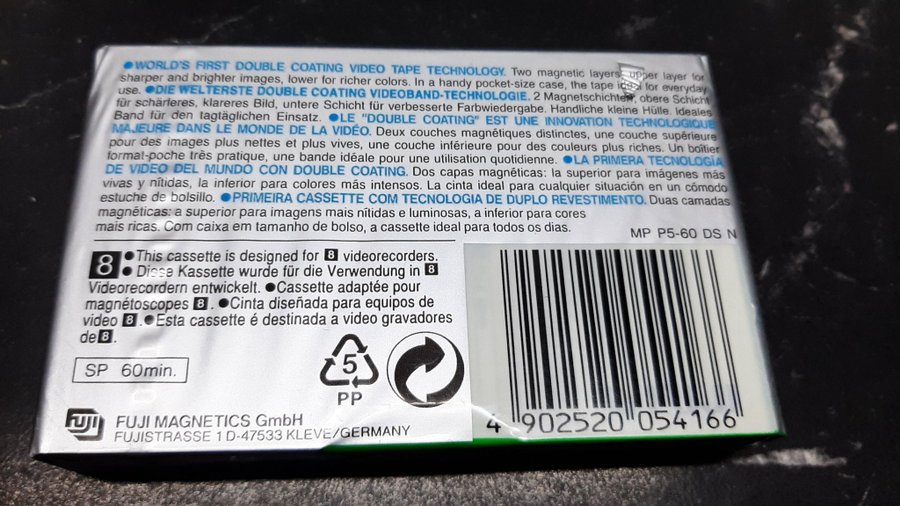 ●WORLD'S FIRST DOUBLE COATING VIDEO TAPE TECHNOLOGY. Two magnetic layers, upper layer for
sharper and brighter images, lower for richer colors. In a handy pocket-size case, the tape ideal for everyday
use. ●DIE WELTERSTE DOUBLE COATING VIDEOBAND-TECHNOLOGIE. 2 Magnetschichten, obere Schicht
für schärferes, klareres Bild, untere Schicht für verbesserte Farbwiedergabe. Handliche kleine Hülle. Ideales
Band für den tagtäglichen Einsatz. ●LE "DOUBLE COATING" EST UNE INNOVATION TECHNOLOGIQUE
MAJEURE DANS LE MONDE DE LA VIDÉO. Deux couches magnétiques distinctes, une couche supérieure
pour des images plus nettes et plus vives, une couche inférieure pour des couleurs plus riches. Un boîtier
format-poche très pratique, une bande idéale pour une utilisation quotidienne. ●LA PRIMERA TECNOLOGÍA
DE VIDEO DEL MUNDO CON DOUBLE COATING. Dos capas magnéticas: la superior para imágenes más
vivas y nítidas, la inferior para colores más intensos. La cinta ideal para cualquier situación en un cómodo
estuche de bolsillo. ●PRIMEIRA CASSETTE COM TECNOLOGIA DE DUPLO REVESTIMENTO. Duas camadas
magnéticas: a superior para imagens mais nítidas e luminosas, a inferior para cores
mais ricas. Com caixa em tamanho de bolso, a cassette ideal para todos os dias.
MP P5-60 DS N
8 ●This cassette is designed for 8 videorecorders.
●Diese Kassette wurde für die Verwendung in 8
Videorecordern entwickelt. ●Cassette adaptée pour
magnétoscopes 8. ●Cinta diseñada para equipos de
video 8. ●Esta cassette é destinada a video gravadores
de 8.
SP 60min.
5
PP
FUJI
FUJI MAGNETICS GmbH
FUJISTRASSE 1 D-47533 KLEVE/GERMANY
4 902520 054166